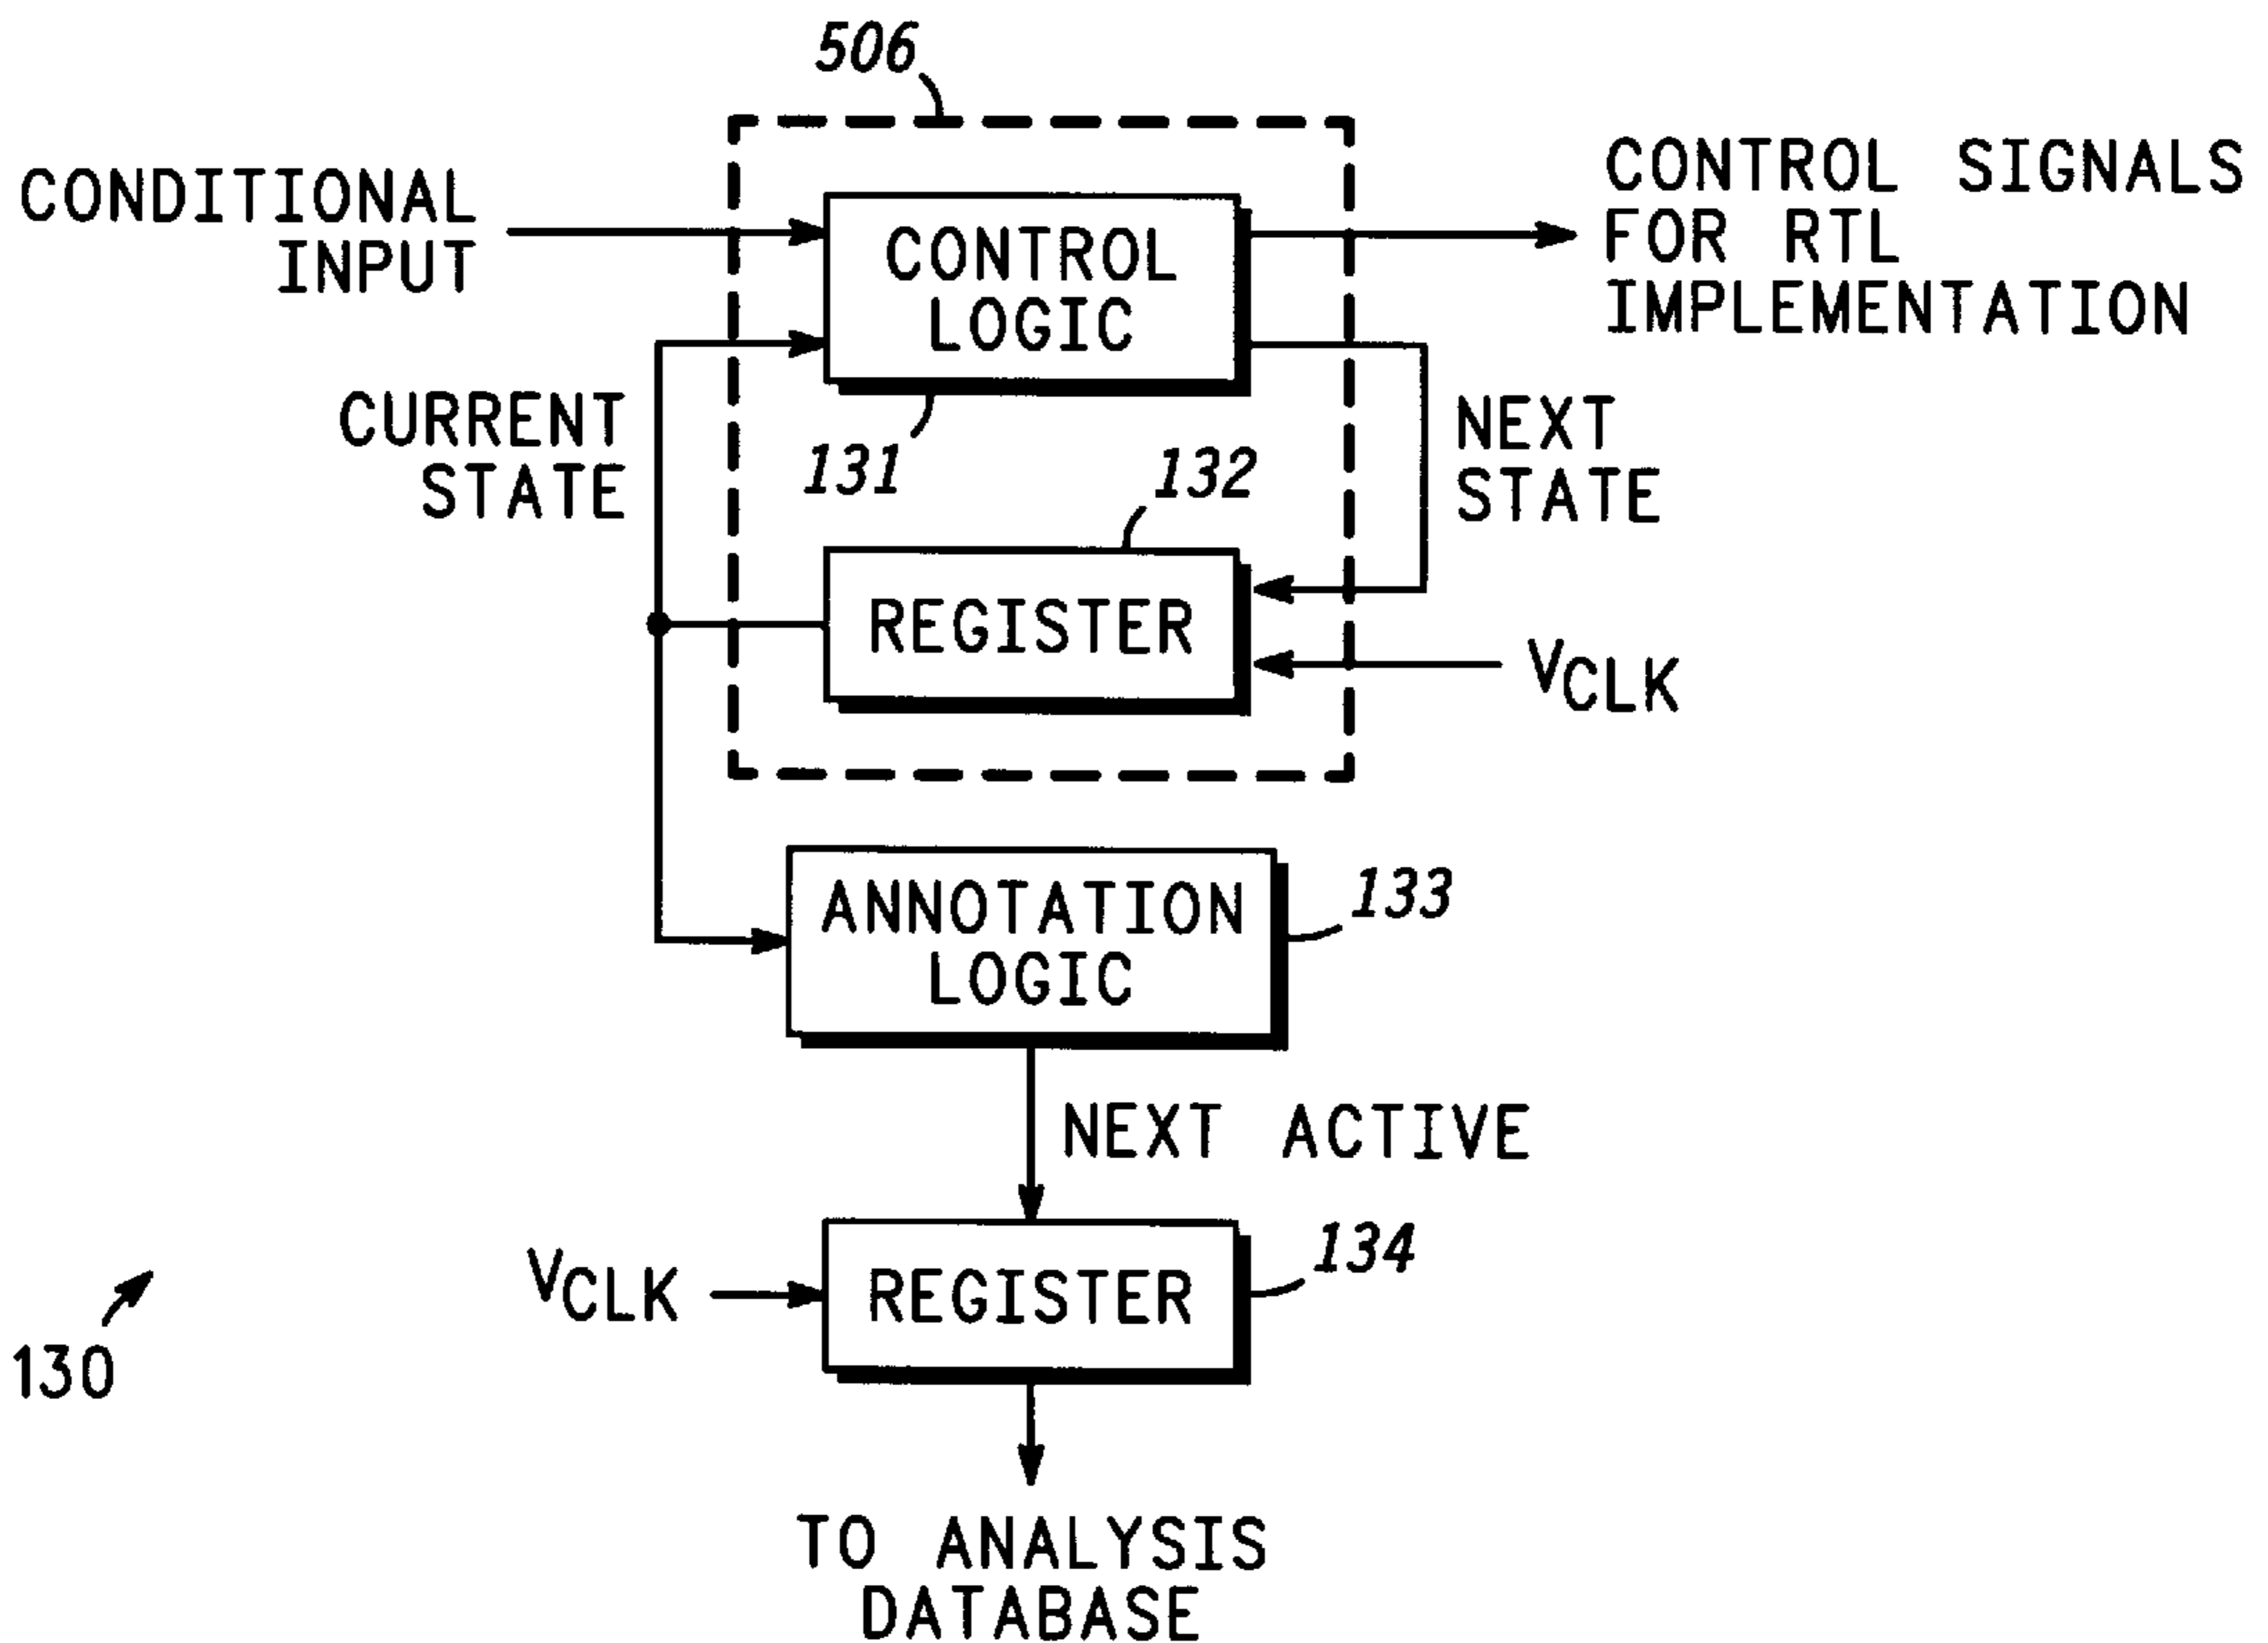 506
CONDITIONAL
INPUT
CONTROL
LOGIC
CONTROL SIGNALS
FOR RTL
IMPLEMENTATION
CURRENT
STATE
131
132
NEXT
STATE
REGISTER
VCLK
ANNOTATION
LOGIC
133
NEXT ACTIVE
VCLK
REGISTER
134
130
TO ANALYSIS
DATABASE